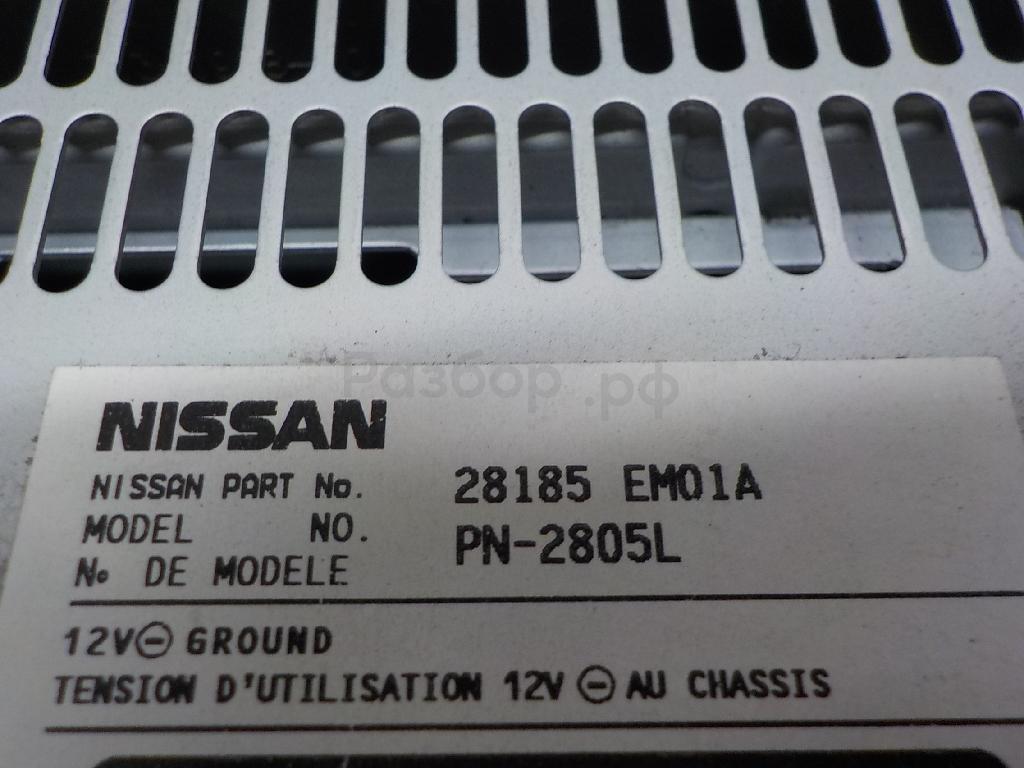 Разбор.рф
NISSAN
NISSAN PART No. 28185 EM01A
MODEL NO. PN-2805L
No DE MODELE
12V⊖ GROUND
TENSION D'UTILISATION 12V ⊖ AU CHASSIS